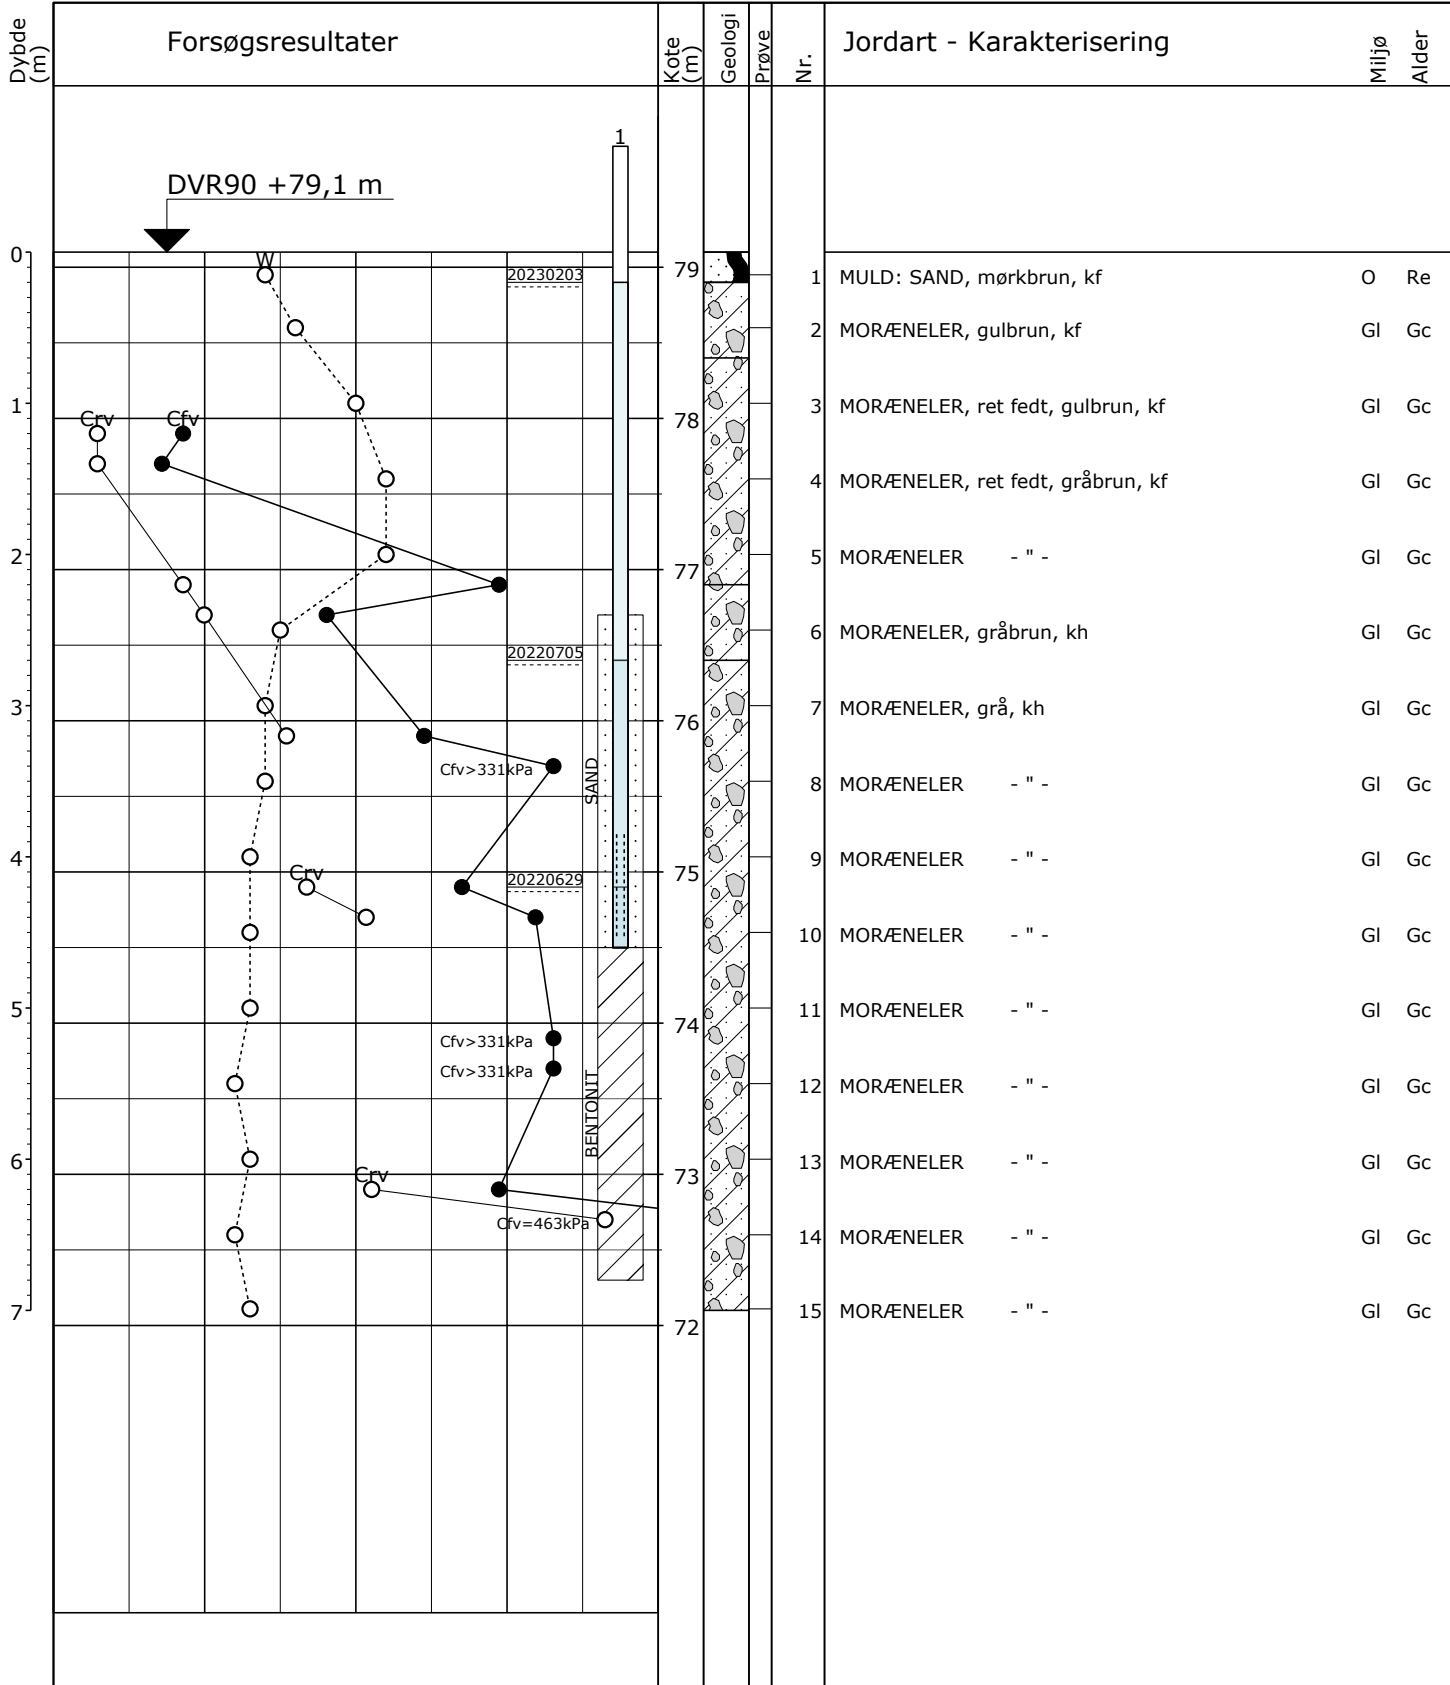 Dybde (m)
Forsøgsresultater
Kote (m)
Geologi
Prøve
Nr.
Jordart - Karakterisering
Miljø
Alder
1
DVR90 +79,1 m
0
W
20230203
79
1 MULD: SAND, mørkbrun, kf O Re
2 MORÆNELER, gulbrun, kf Gl Gc
1
Crv
Cfv
78
3 MORÆNELER, ret fedt, gulbrun, kf Gl Gc
4 MORÆNELER, ret fedt, gråbrun, kf Gl Gc
2
77
5 MORÆNELER - " - Gl Gc
20220705
6 MORÆNELER, gråbrun, kh Gl Gc
3
76
7 MORÆNELER, grå, kh Gl Gc
Cfv>331kPa
SAND
8 MORÆNELER - " - Gl Gc
4
Crv
20220629
75
9 MORÆNELER - " - Gl Gc
10 MORÆNELER - " - Gl Gc
5
74
11 MORÆNELER - " - Gl Gc
Cfv>331kPa
Cfv>331kPa
BENTONIT
12 MORÆNELER - " - Gl Gc
6
Crv
73
13 MORÆNELER - " - Gl Gc
Cfv=463kPa
14 MORÆNELER - " - Gl Gc
7
72
15 MORÆNELER - " - Gl Gc